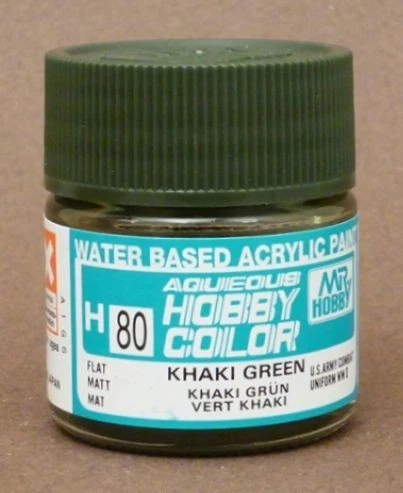 WATER BASED ACRYLIC PAINT
AQUEOUS
HOBBY
COLOR
MR
HOBBY
H 80
FLAT
MATT
MAT
KHAKI GREEN
KHAKI GRÜN
VERT KHAKI
U.S. ARMY COMBAT
UNIFORM WW II
JAPAN